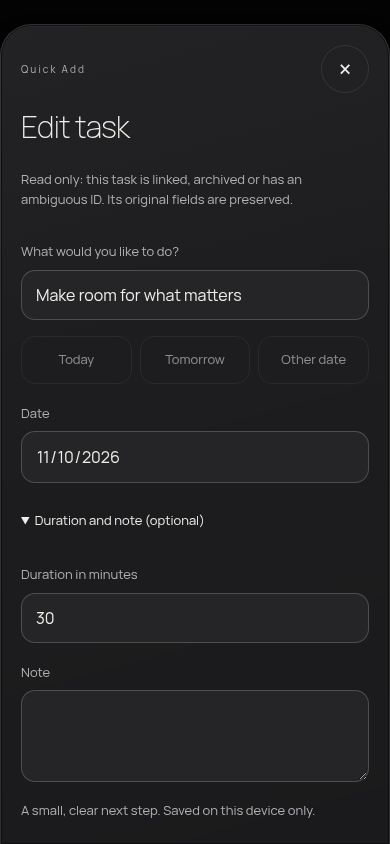 Quick Add
×
Edit task
Read only: this task is linked, archived or has an
ambiguous ID. Its original fields are preserved.
What would you like to do?
Make room for what matters
Today
Tomorrow
Other date
Date
11/10/2026
▼ Duration and note (optional)
Duration in minutes
30
Note
A small, clear next step. Saved on this device only.